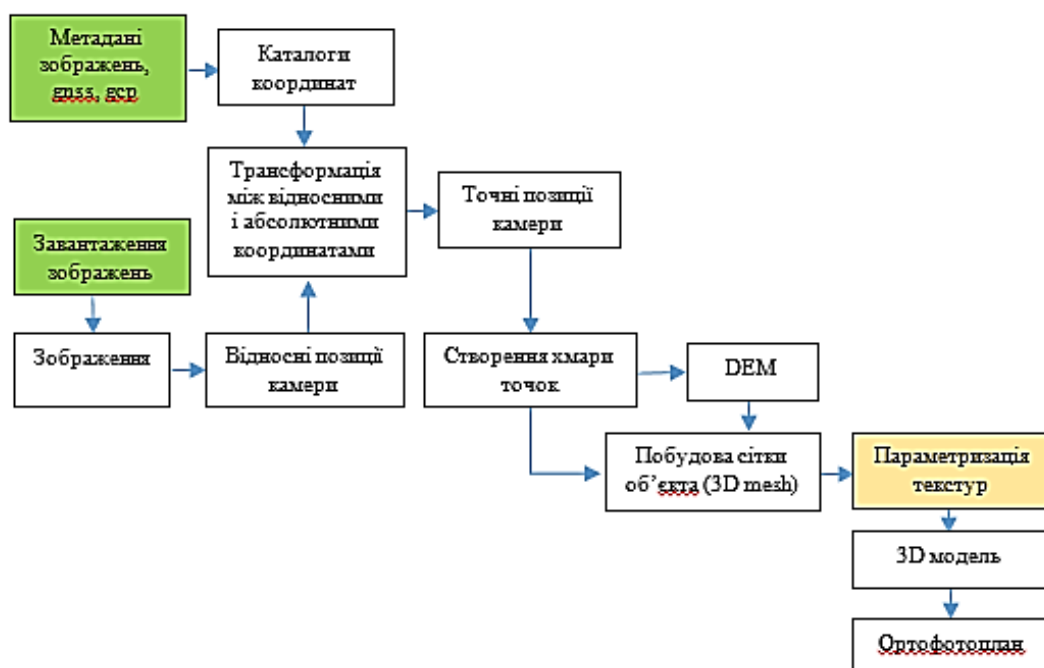 Метадані
зображень,
gnss, gcp
Каталоги
координат
Трансформація
між відносними
і абсолютними
координатами
Точні позиції
камери
Завантаження
зображень
Зображення
Відносні позиції
камери
Створення хмари
точок
DEM
Побудова сітки
об’єкта (3D mesh)
Параметризація
текстур
3D модель
Ортофотоплан